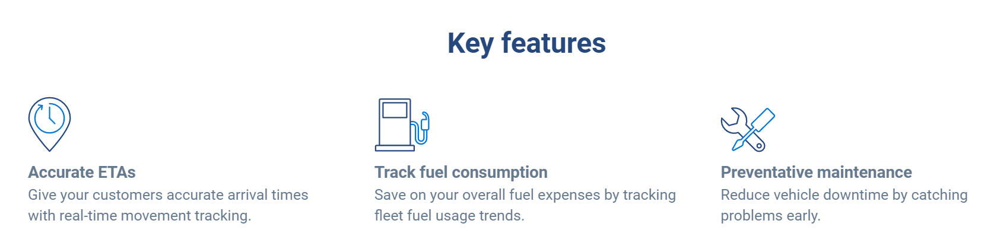 Key features
Accurate ETAs
Give your customers accurate arrival times
with real-time movement tracking.
Track fuel consumption
Save on your overall fuel expenses by tracking
fleet fuel usage trends.
Preventative maintenance
Reduce vehicle downtime by catching
problems early.